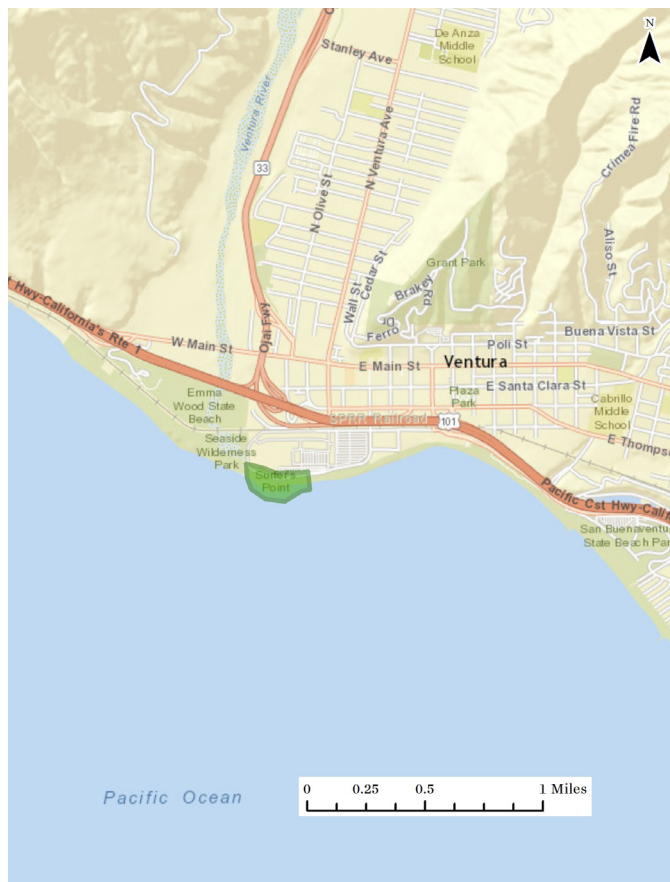 N
De Anza
Middle
School
Stanley Ave
Ventura River
33
N Ventura Ave
N Olive St
Crimea Fire Rd
Aliso St
Grant Park
Cedar St
Wall St
Brakey
Rd
Ferro
Ojai Fwy
Hwy-California's Rte 1
W Main St
Buena Vista St
Poli St
Ventura
E Main St
E Santa Clara St
Plaza
Park
Emma
Wood State
Beach
Cabrillo
Middle
School
SPRR Railroad
101
E Thomps
Seaside
Wilderness
Park
Surfer's
Point
Pacific Cst Hwy-Calif
San Buenaventu
State Beach Par
Pacific Ocean
0 0.25 0.5 1 Miles